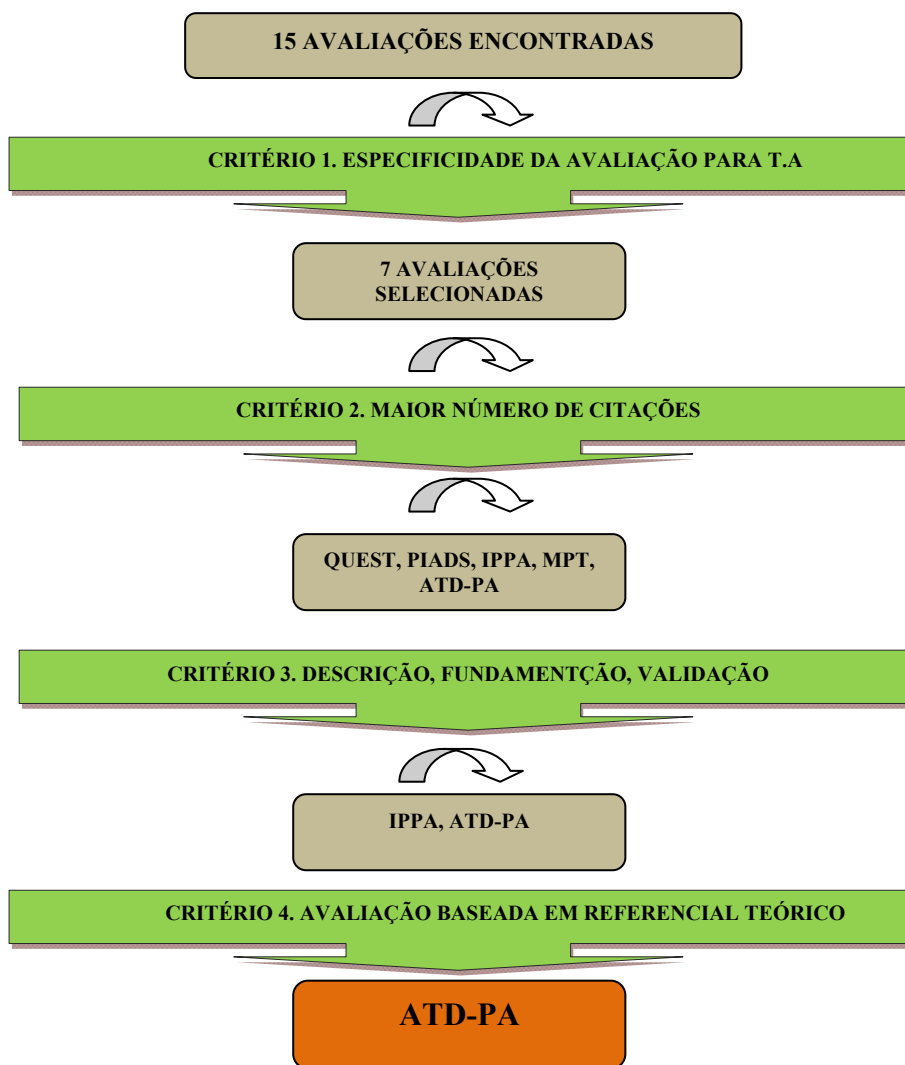 15 AVALIAÇÕES ENCONTRADAS
CRITÉRIO 1. ESPECIFICIDADE DA AVALIAÇÃO PARA T.A
7 AVALIAÇÕES
SELECIONADAS
CRITÉRIO 2. MAIOR NÚMERO DE CITAÇÕES
QUEST, PIADS, IPPA, MPT,
ATD-PA
CRITÉRIO 3. DESCRIÇÃO, FUNDAMENTÇÃO, VALIDAÇÃO
IPPA, ATD-PA
CRITÉRIO 4. AVALIAÇÃO BASEADA EM REFERENCIAL TEÓRICO
ATD-PA